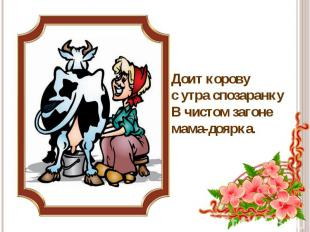 Доит корову
с утра спозаранку
В чистом загоне
мама-доярка.